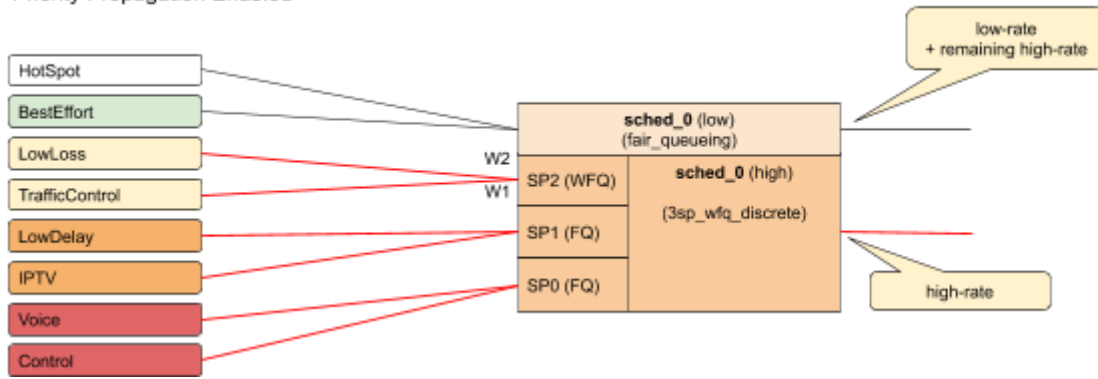 HotSpot
BestEffort
LowLoss
TrafficControl
LowDelay
IPTV
Voice
Control
W2
W1
sched_0 (low)
(fair_queueing)
SP2 (WFQ)
SP1 (FQ)
SP0 (FQ)
sched_0 (high)
(3sp_wfq_discrete)
low-rate
+ remaining high-rate
high-rate